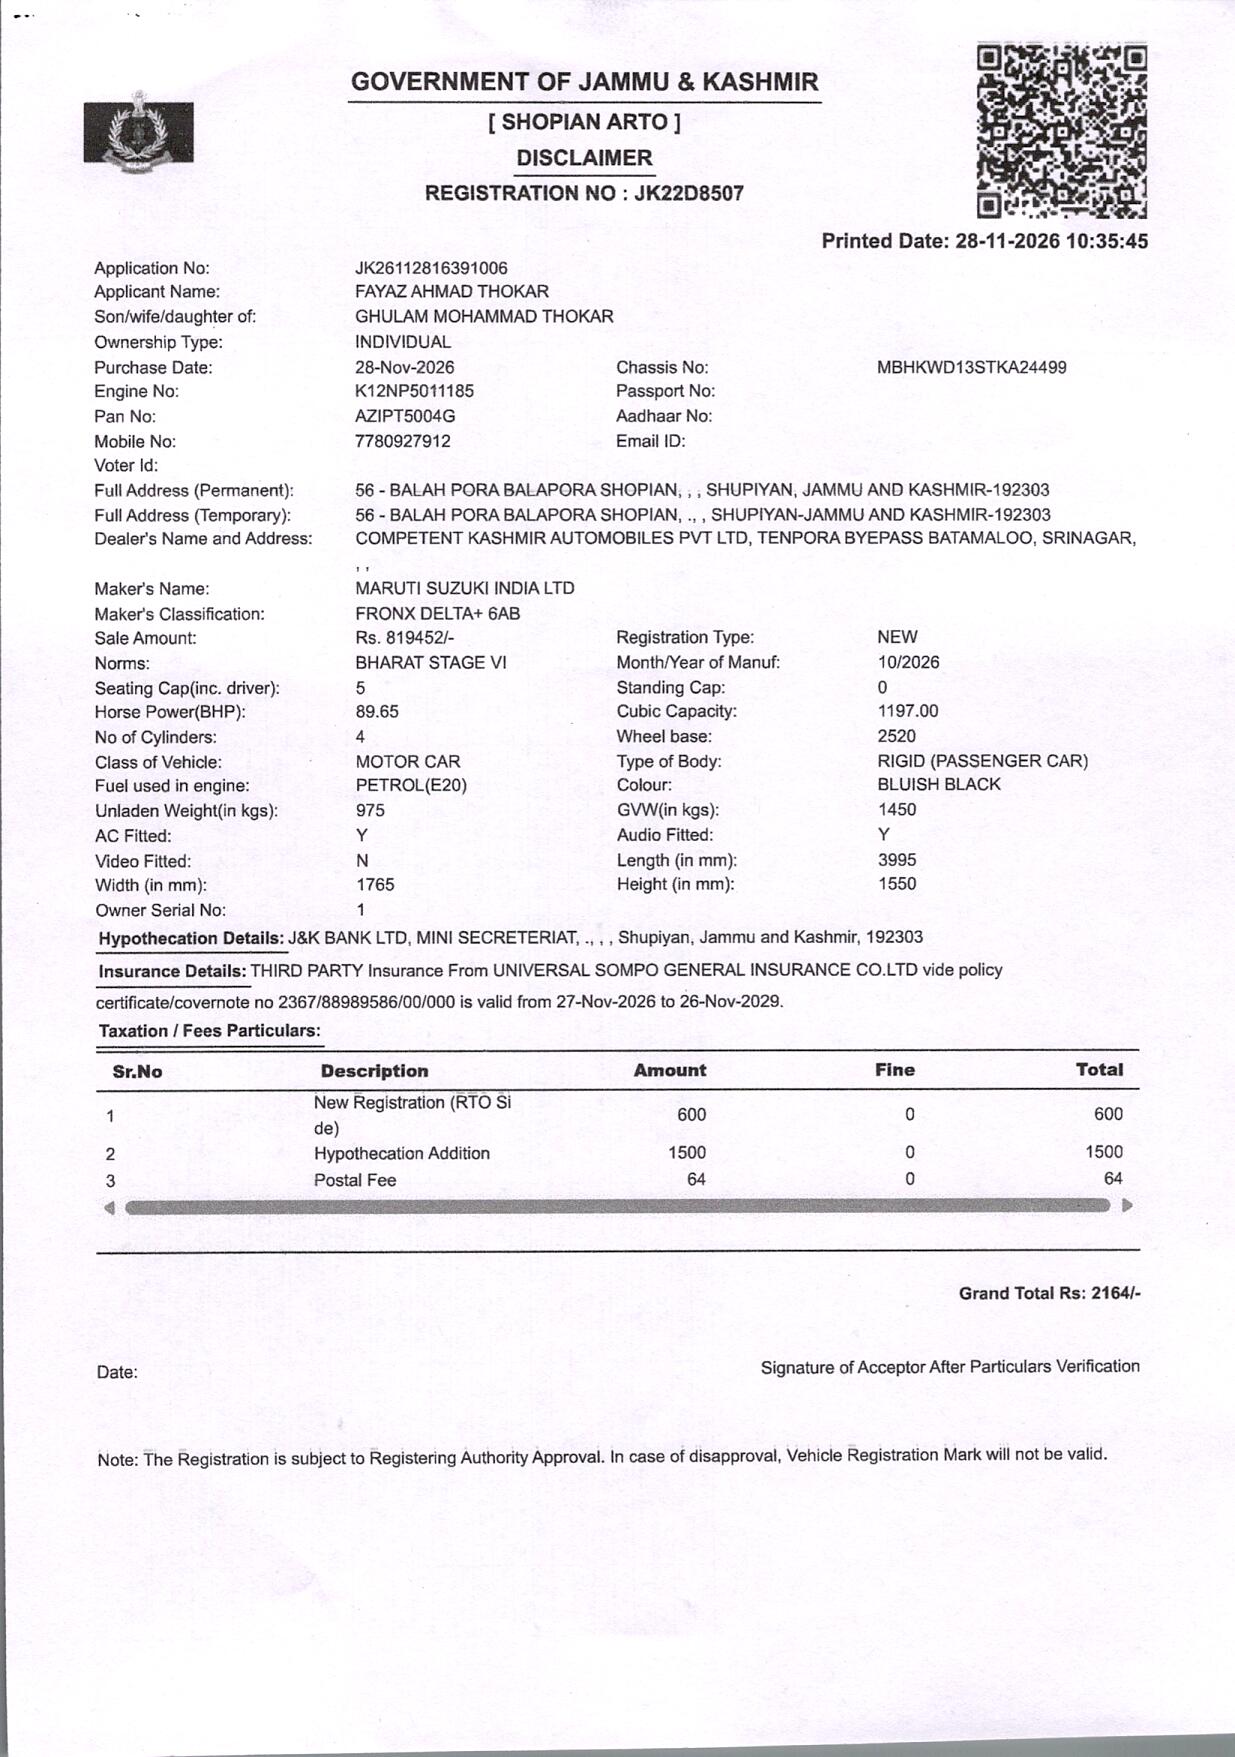 GOVERNMENT OF JAMMU & KASHMIR
[ SHOPIAN ARTO ]
DISCLAIMER
REGISTRATION NO : JK22D8507
Printed Date: 28-11-2026 10:35:45
Application No: JK26112816391006
Applicant Name: FAYAZ AHMAD THOKAR
Son/wife/daughter of: GHULAM MOHAMMAD THOKAR
Ownership Type: INDIVIDUAL
Purchase Date: 28-Nov-2026 Chassis No: MBHKWD13STKA24499
Engine No: K12NP5011185 Passport No:
Pan No: AZIPT5004G Aadhaar No:
Mobile No: 7780927912 Email ID:
Voter Id:
Full Address (Permanent): 56 - BALAH PORA BALAPORA SHOPIAN, , , SHUPIYAN, JAMMU AND KASHMIR-192303
Full Address (Temporary): 56 - BALAH PORA BALAPORA SHOPIAN, ., , SHUPIYAN-JAMMU AND KASHMIR-192303
Dealer's Name and Address: COMPETENT KASHMIR AUTOMOBILES PVT LTD, TENPORA BYEPASS BATAMALOO, SRINAGAR,
, ,
Maker's Name: MARUTI SUZUKI INDIA LTD
Maker's Classification: FRONX DELTA+ 6AB
Sale Amount: Rs. 819452/- Registration Type: NEW
Norms: BHARAT STAGE VI Month/Year of Manuf: 10/2026
Seating Cap(inc. driver): 5 Standing Cap: 0
Horse Power(BHP): 89.65 Cubic Capacity: 1197.00
No of Cylinders: 4 Wheel base: 2520
Class of Vehicle: MOTOR CAR Type of Body: RIGID (PASSENGER CAR)
Fuel used in engine: PETROL(E20) Colour: BLUISH BLACK
Unladen Weight(in kgs): 975 GVW(in kgs): 1450
AC Fitted: Y Audio Fitted: Y
Video Fitted: N Length (in mm): 3995
Width (in mm): 1765 Height (in mm): 1550
Owner Serial No: 1
Hypothecation Details: J&K BANK LTD, MINI SECRETERIAT, ., , , Shupiyan, Jammu and Kashmir, 192303
Insurance Details: THIRD PARTY Insurance From UNIVERSAL SOMPO GENERAL INSURANCE CO.LTD vide policy
certificate/covernote no 2367/88989586/00/000 is valid from 27-Nov-2026 to 26-Nov-2029.
Taxation / Fees Particulars:
Sr.No Description Amount Fine Total
1 New Registration (RTO Si
de) 600 0 600
2 Hypothecation Addition 1500 0 1500
3 Postal Fee 64 0 64
Grand Total Rs: 2164/-
Date: Signature of Acceptor After Particulars Verification
Note: The Registration is subject to Registering Authority Approval. In case of disapproval, Vehicle Registration Mark will not be valid.